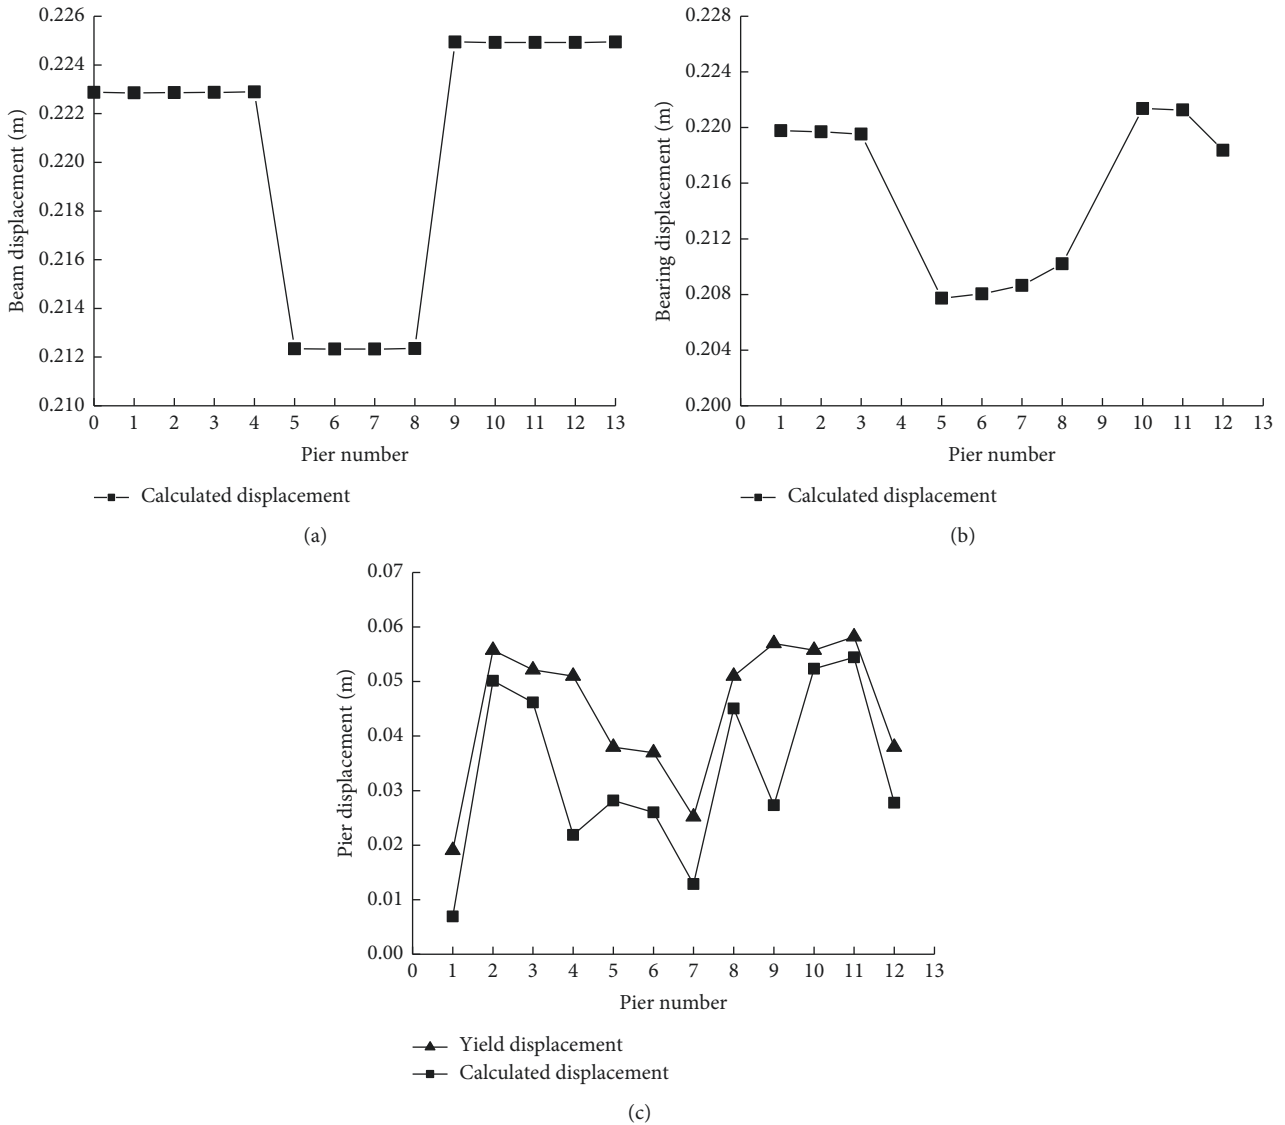 0.226
0.224
0.222
0.220
0.218
0.216
0.214
0.212
0.210
Beam displacement (m)
0 1 2 3 4 5 6 7 8 9 10 11 12 13
Pier number
Calculated displacement
(a)
0.228
0.224
0.220
0.216
0.212
0.208
0.204
0.200
Bearing displacement (m)
0 1 2 3 4 5 6 7 8 9 10 11 12 13
Pier number
Calculated displacement
(b)
0.07
0.06
0.05
0.04
0.03
0.02
0.01
0.00
Pier displacement (m)
0 1 2 3 4 5 6 7 8 9 10 11 12 13
Pier number
Yield displacement
Calculated displacement
(c)